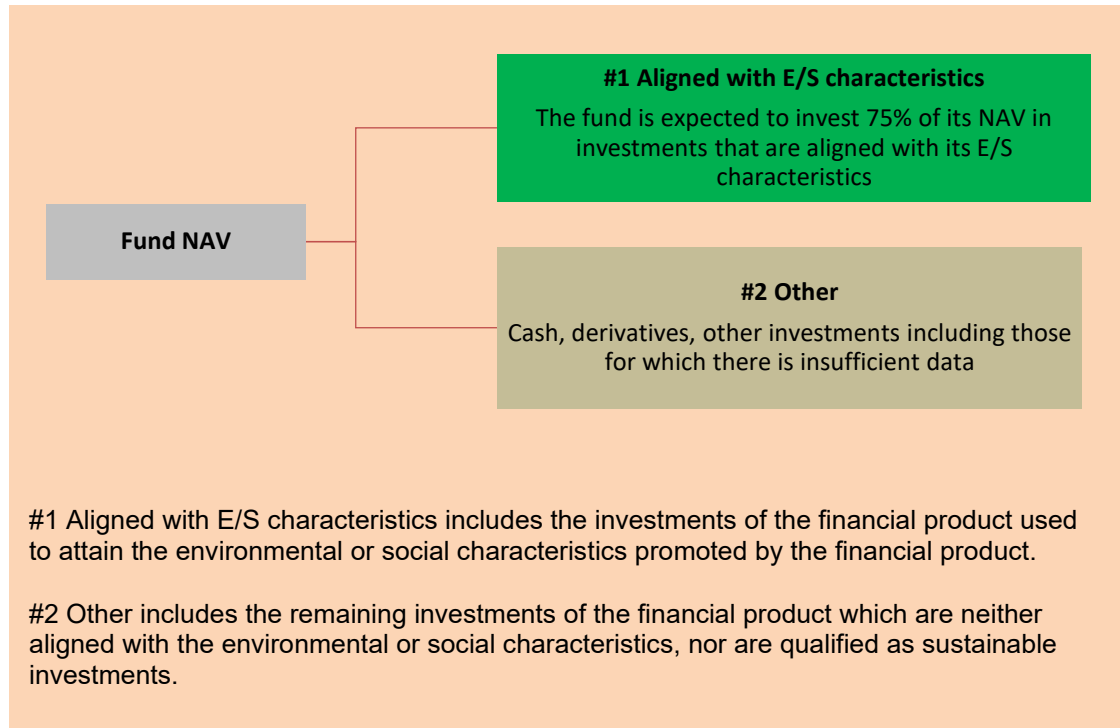 #1 Aligned with E/S characteristics
The fund is expected to invest 75% of its NAV in
investments that are aligned with its E/S
characteristics
Fund NAV
#2 Other
Cash, derivatives, other investments including those
for which there is insufficient data
#1 Aligned with E/S characteristics includes the investments of the financial product used
to attain the environmental or social characteristics promoted by the financial product.
#2 Other includes the remaining investments of the financial product which are neither
aligned with the environmental or social characteristics, nor are qualified as sustainable
investments.